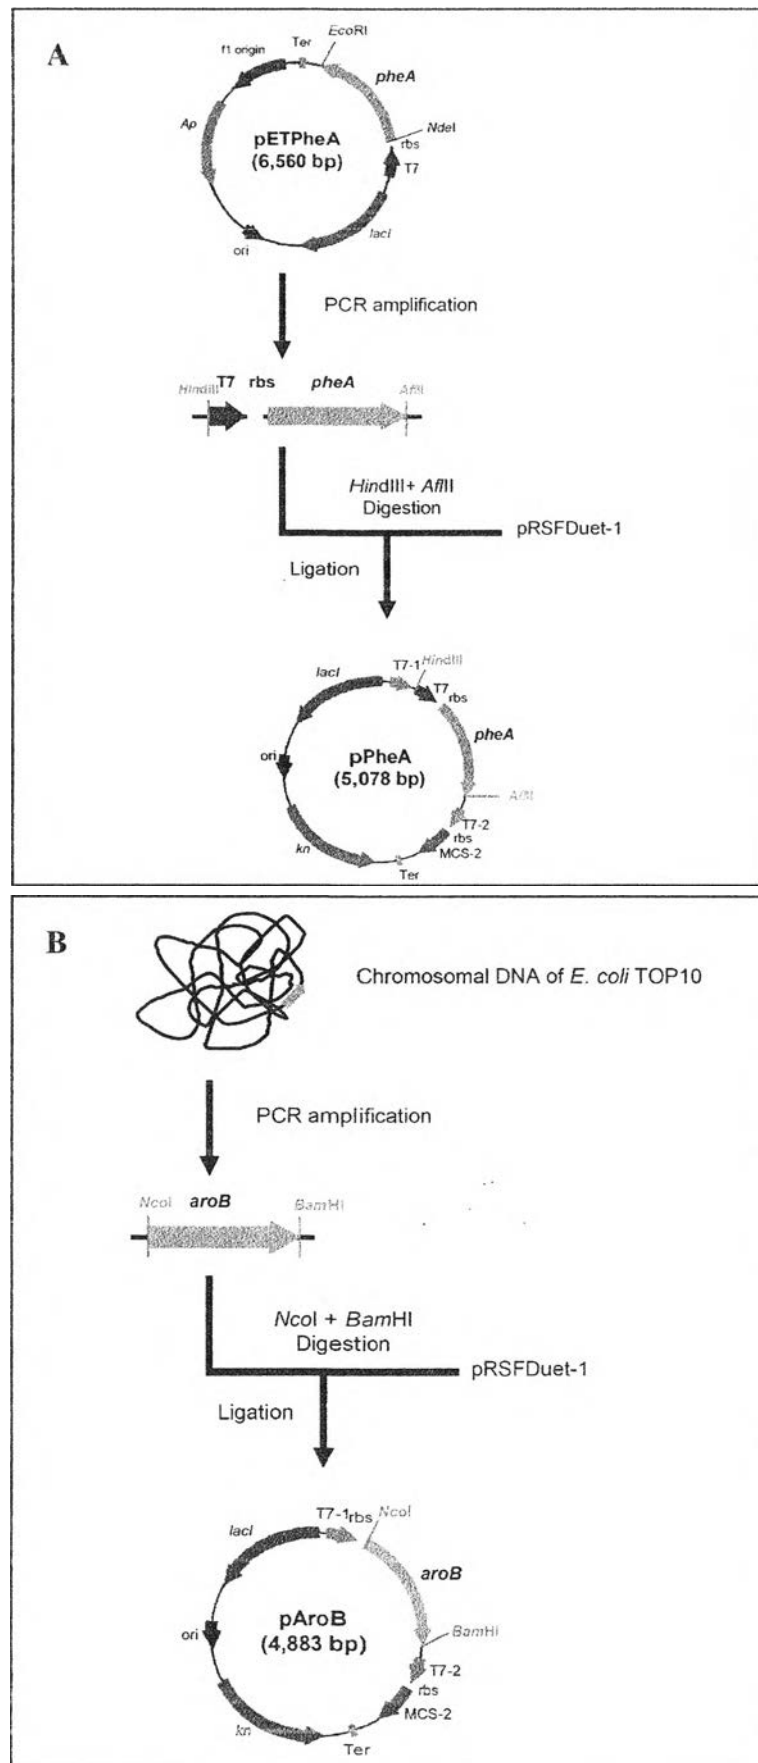 A
EcoRI
Ter
f1 origin
pheA
Ap
pETPheA
(6,560 bp)
NdeI
rbs
T7
lacI
ori
PCR amplification
HindIII T7 rbs pheA AflII
HindIII+ AflII
Digestion
pRSFDuet-1
Ligation
T7-1 HindIII
lacI
T7
rbs
pheA
ori
pPheA
(5,078 bp)
AflII
T7-2
rbs
MCS-2
kn
Ter
B
Chromosomal DNA of E. coli TOP10
PCR amplification
NcoI aroB BamHI
NcoI + BamHI
Digestion
pRSFDuet-1
Ligation
T7-1 rbs NcoI
lacI
aroB
ori
pAroB
(4,883 bp)
BamHI
T7-2
rbs
MCS-2
kn
Ter